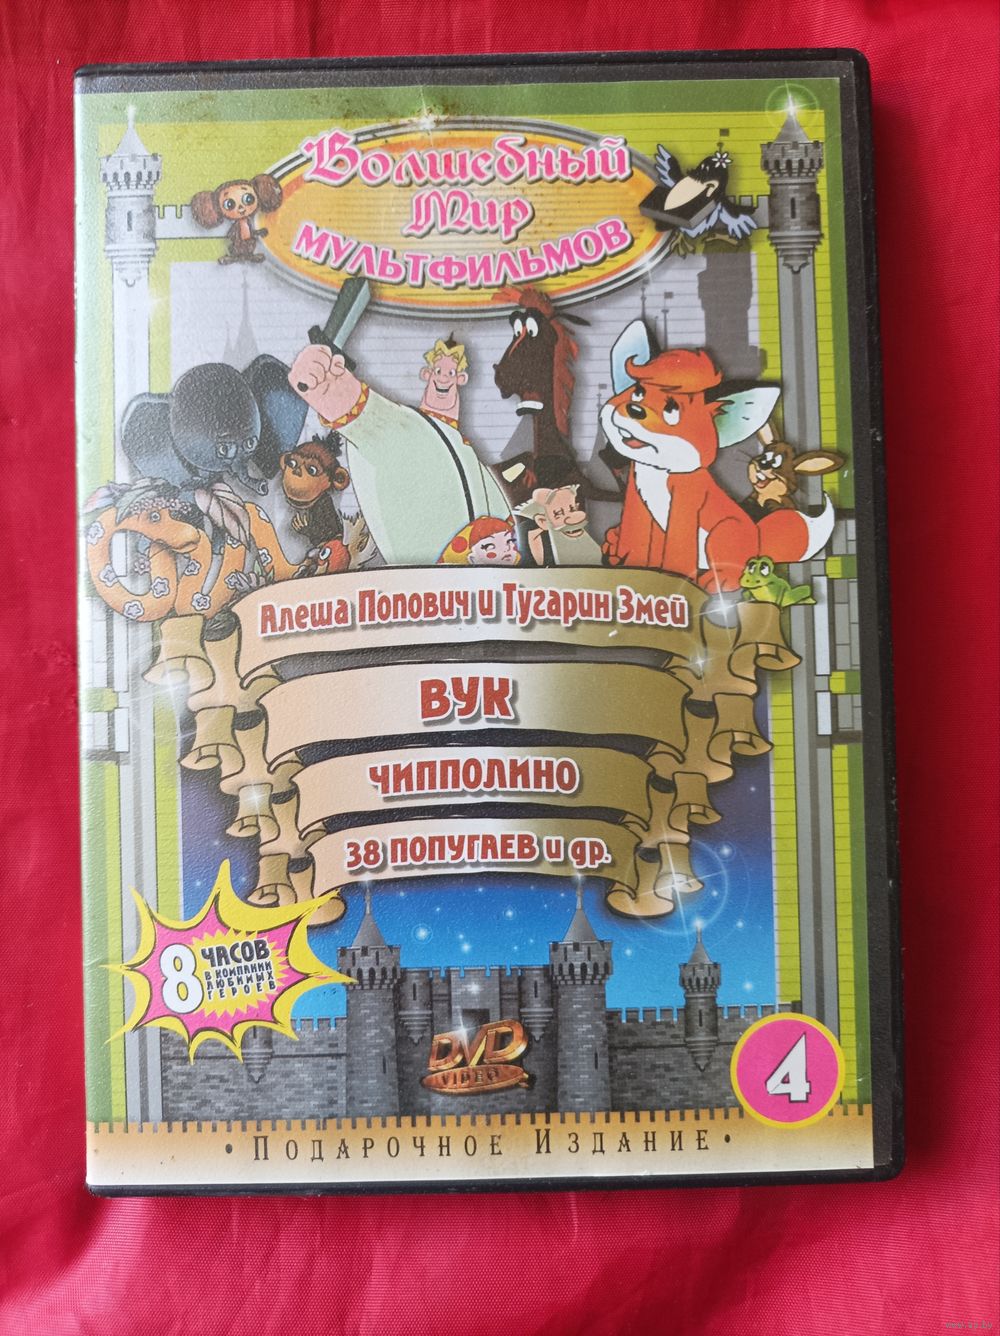 Волшебный
Мир
мультфильмов
Алеша Попович и Тугарин Змей
ВУК
ЧИППОЛИНО
38 ПОПУГАЕВ и др.
8 ЧАСОВ
В КОМПАНИИ
ЛЮБИМЫХ
ГЕРОЕВ
DVD
VIDEO
4
• Подарочное Издание •